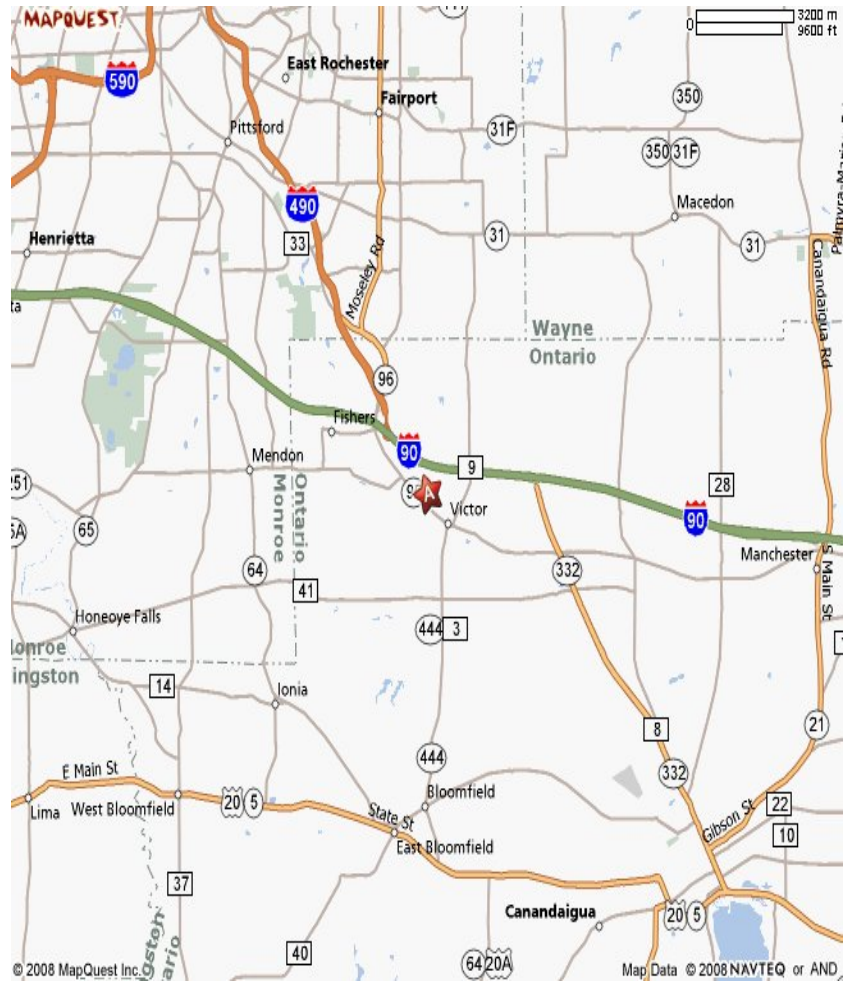 MAPQUEST
3200 m
0
9600 ft
590
East Rochester
Fairport
350
Pittsford
31F
350 31F
490
Macedon
33
31
31
Henrietta
Moseley Rd
Canandaigua Rd
Wayne
Ontario
96
Fishers
90
9
Mendon
28
Ontario
Monroe
A
Victor
90
65
Manchester
S Main St
64
332
41
Honeoye Falls
444 3
14
Ionia
8
21
444
332
E Main St
Bloomfield
Lima
West Bloomfield
20 5
State St
Gibson St
22
East Bloomfield
10
37
Canandaigua
20 5
40
64 20A
© 2008 MapQuest Inc.
Map Data © 2008 NAVTEQ or AND